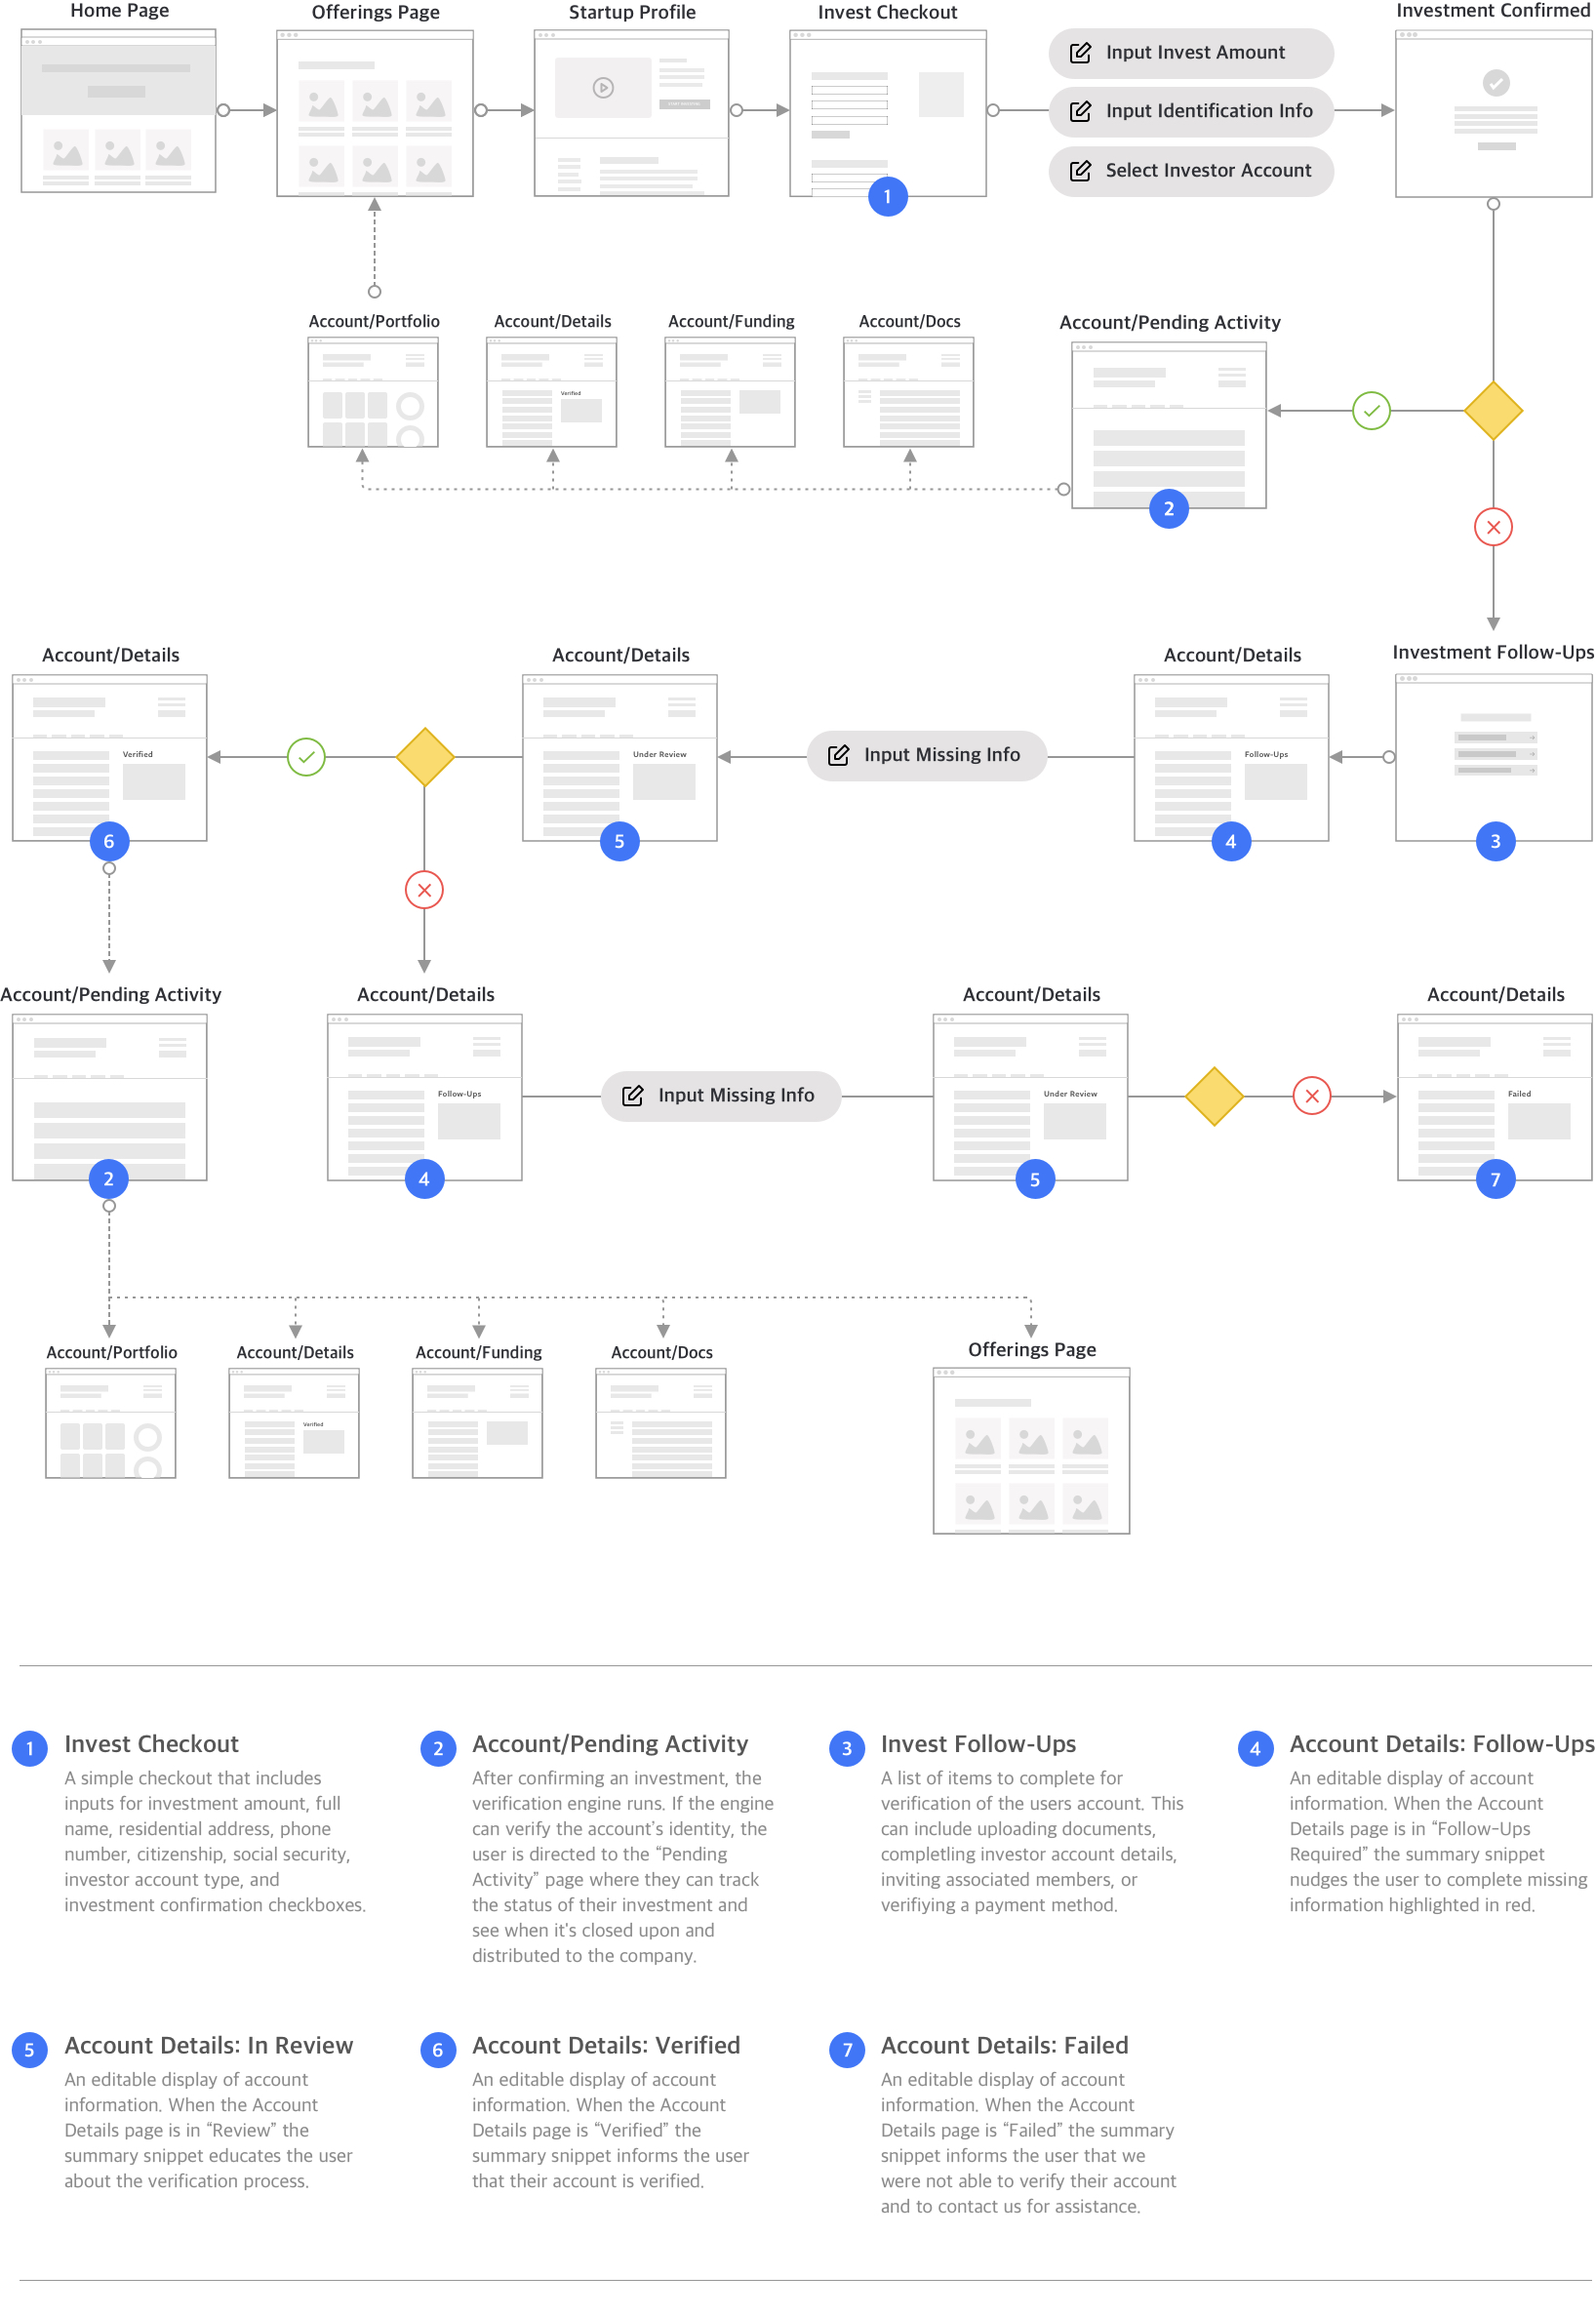 Home Page
Offerings Page
Startup Profile
Invest Checkout
Investment Confirmed
Input Invest Amount
Input Identification Info
Select Investor Account
1
Account/Portfolio
Account/Details
Account/Funding
Account/Docs
Account/Pending Activity
Verified
2
Account/Details
Account/Details
Account/Details
Investment Follow-Ups
Verified
Under Review
Input Missing Info
Follow-Ups
6
5
4
3
Account/Pending Activity
Account/Details
Account/Details
Account/Details
Follow-Ups
Input Missing Info
Under Review
Failed
2
4
5
7
Account/Portfolio
Account/Details
Account/Funding
Account/Docs
Offerings Page
Verified
1
Invest Checkout
A simple checkout that includes
inputs for investment amount, full
name, residential address, phone
number, citizenship, social security,
investor account type, and
investment confirmation checkboxes.
2
Account/Pending Activity
After confirming an investment, the
verification engine runs. If the engine
can verify the account's identity, the
user is directed to the “Pending
Activity” page where they can track
the status of their investment and
see when it's closed upon and
distributed to the company.
3
Invest Follow-Ups
A list of items to complete for
verification of the users account. This
can include uploading documents,
completling investor account details,
inviting associated members, or
verifiying a payment method.
4
Account Details: Follow-Ups
An editable display of account
information. When the Account
Details page is in “Follow-Ups
Required” the summary snippet
nudges the user to complete missing
information highlighted in red.
5
Account Details: In Review
An editable display of account
information. When the Account
Details page is in “Review” the
summary snippet educates the user
about the verification process.
6
Account Details: Verified
An editable display of account
information. When the Account
Details page is “Verified” the
summary snippet informs the user
that their account is verified.
7
Account Details: Failed
An editable display of account
information. When the Account
Details page is “Failed” the summary
snippet informs the user that we
were not able to verify their account
and to contact us for assistance.